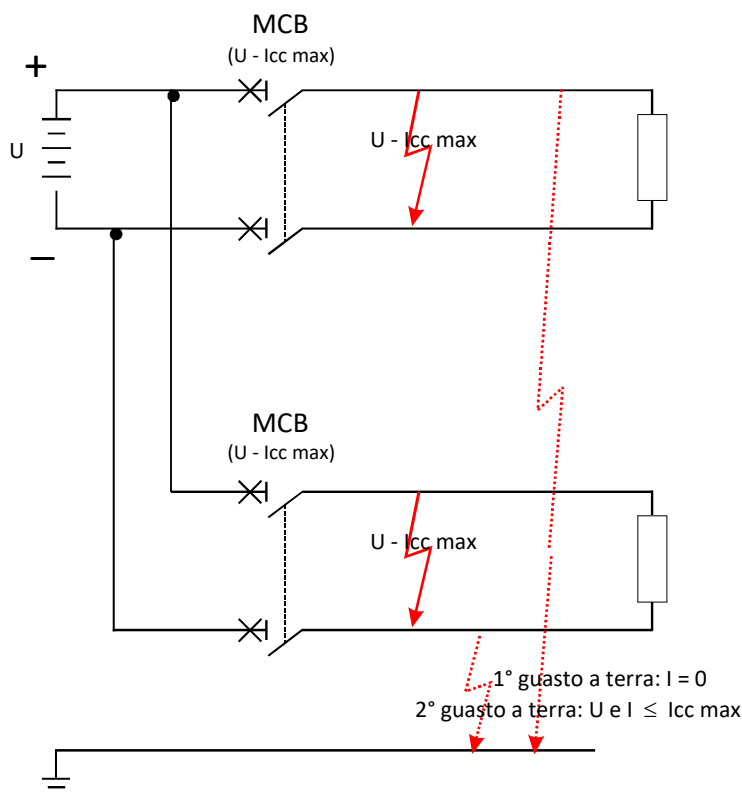 MCB
(U - Icc max)
+
U
U - Icc max
–
MCB
(U - Icc max)
U - Icc max
1° guasto a terra: I = 0
2° guasto a terra: U e I ≤ Icc max